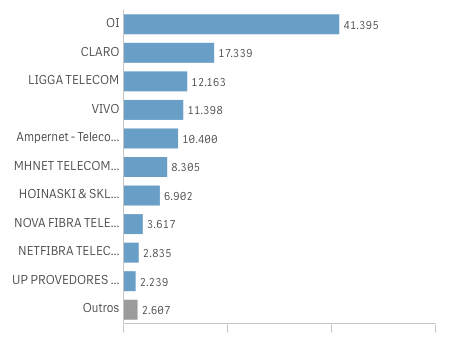 OI 41.395
CLARO 17.339
LIGGA TELECOM 12.163
VIVO 11.398
Ampernet - Teleco... 10.400
MHNET TELECOM... 8.305
HOINASKI & SKL... 6.902
NOVA FIBRA TELE... 3.617
NETFIBRA TELEC... 2.835
UP PROVEDORES ... 2.239
Outros 2.607